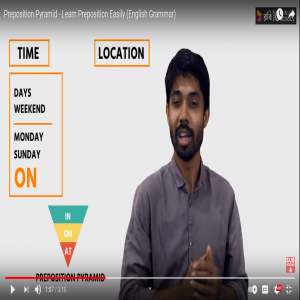 Preposition Pyramid - Learn Preposition Easily (English Grammar)
TIME
LOCATION
DAYS
WEEKEND
MONDAY
SUNDAY
ON
IN
ON
AT
PREPOSITION PYRAMID
1:07 / 3:15